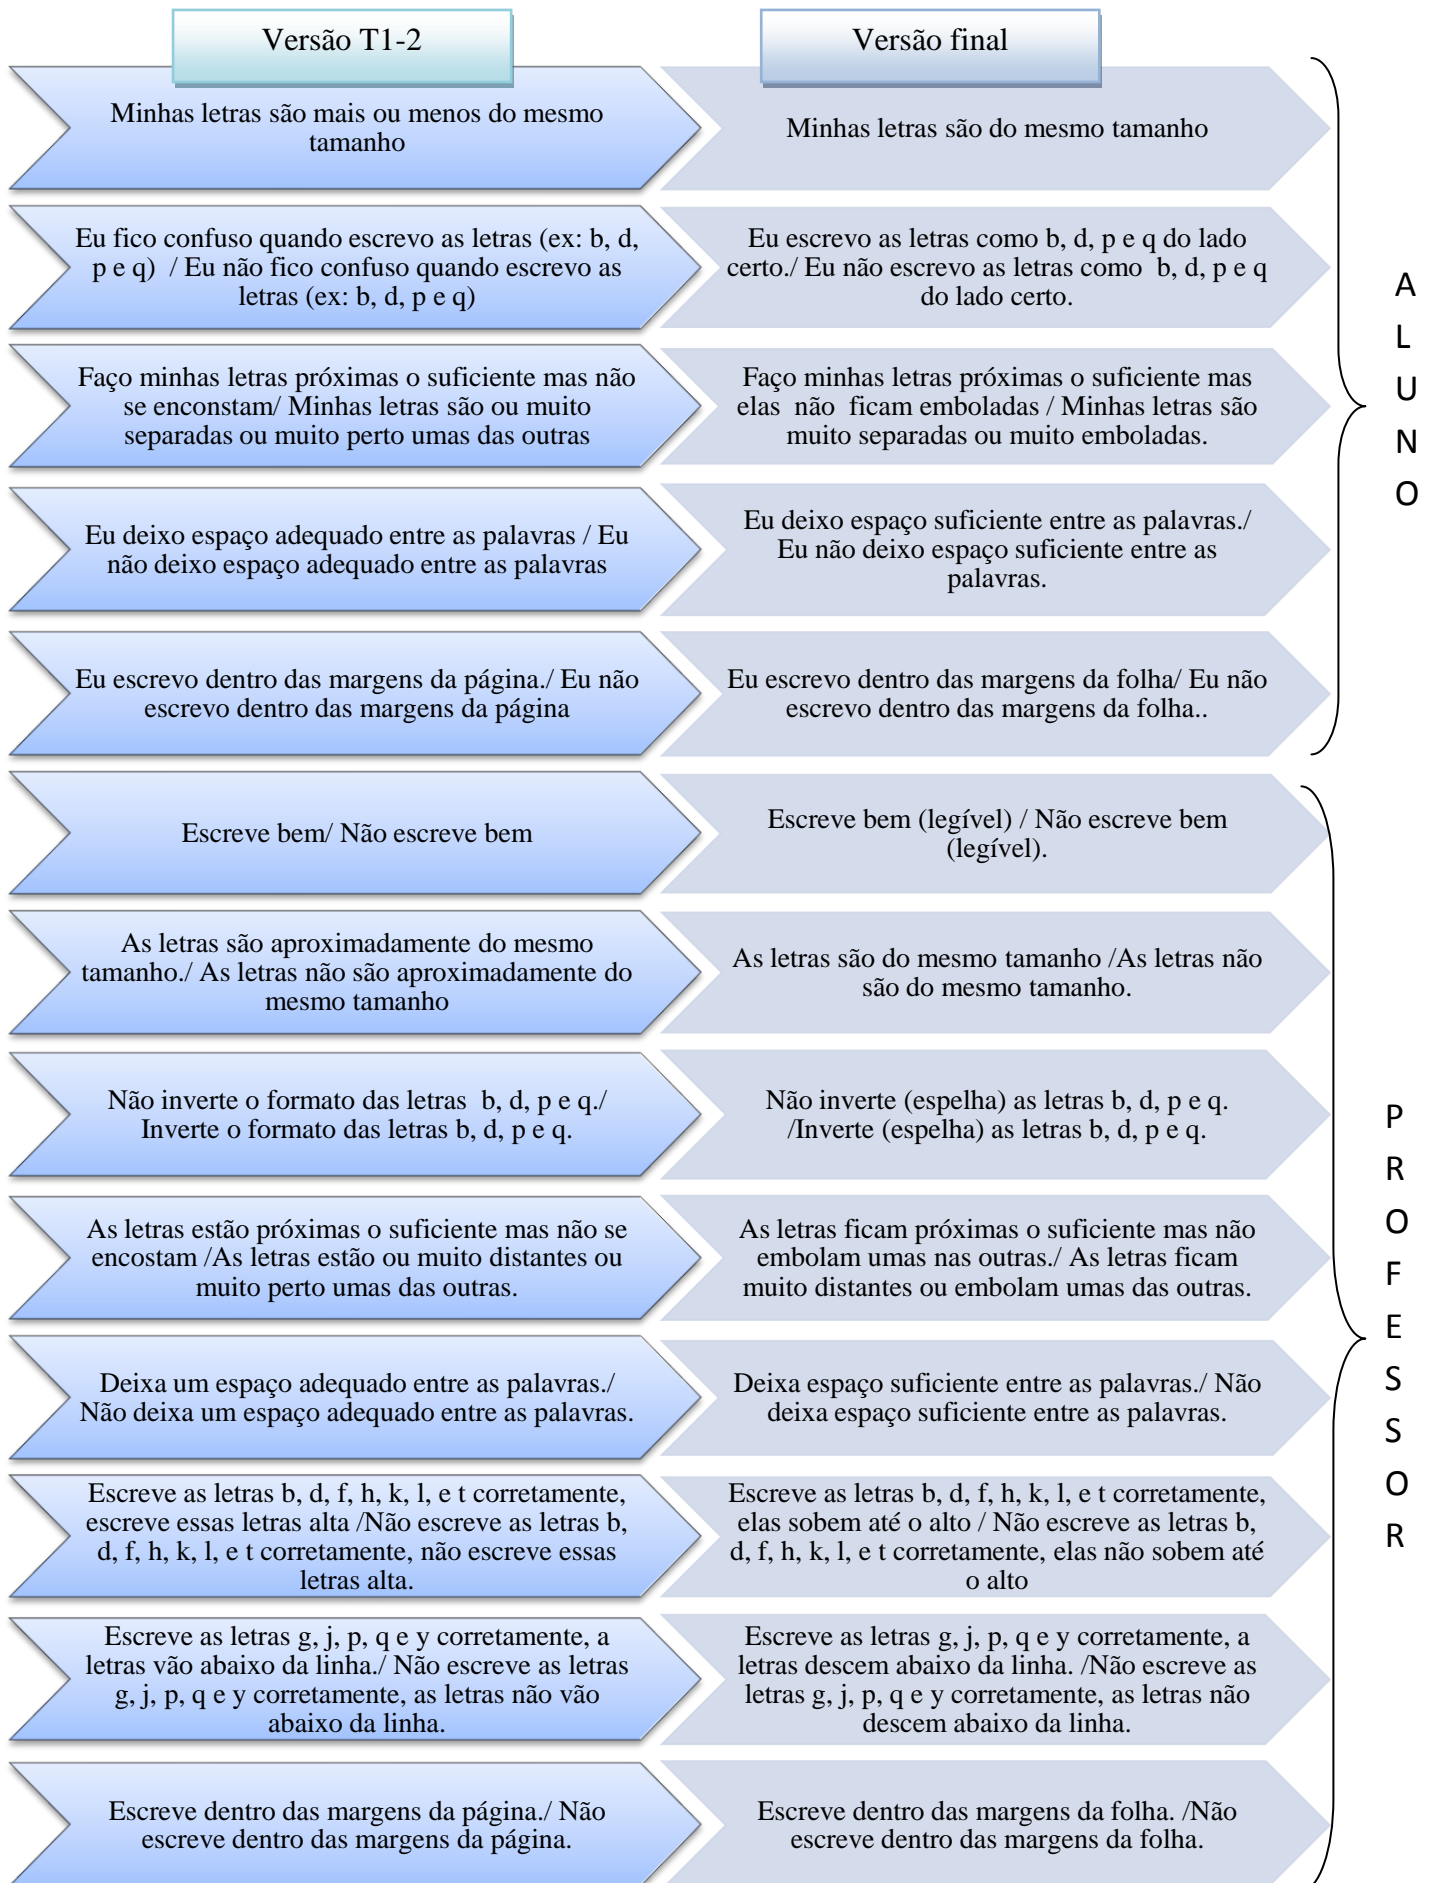 Versão T1-2
Versão final
Minhas letras são mais ou menos do mesmo
tamanho
Minhas letras são do mesmo tamanho
Eu fico confuso quando escrevo as letras (ex: b, d,
p e q)  / Eu não fico confuso quando escrevo as
letras (ex: b, d, p e q)
Eu escrevo as letras como b, d, p e q do lado
certo./ Eu não escrevo as letras como  b, d, p e q
do lado certo.
Faço minhas letras próximas o suficiente mas não
se enconstam/ Minhas letras são ou muito
separadas ou muito perto umas das outras
Faço minhas letras próximas o suficiente mas
elas  não  ficam emboladas / Minhas letras são
muito separadas ou muito emboladas.
Eu deixo espaço adequado entre as palavras / Eu
não deixo espaço adequado entre as palavras
Eu deixo espaço suficiente entre as palavras./
Eu não deixo espaço suficiente entre as
palavras.
Eu escrevo dentro das margens da página./ Eu não
escrevo dentro das margens da página
Eu escrevo dentro das margens da folha/ Eu não
escrevo dentro das margens da folha..
A
L
U
N
O
Escreve bem/ Não escreve bem
Escreve bem (legível) / Não escreve bem
(legível).
As letras são aproximadamente do mesmo
tamanho./ As letras não são aproximadamente do
mesmo tamanho
As letras são do mesmo tamanho /As letras não
são do mesmo tamanho.
Não inverte o formato das letras  b, d, p e q./
Inverte o formato das letras b, d, p e q.
Não inverte (espelha) as letras b, d, p e q.
/Inverte (espelha) as letras b, d, p e q.
As letras estão próximas o suficiente mas não se
encostam /As letras estão ou muito distantes ou
muito perto umas das outras.
As letras ficam próximas o suficiente mas não
embolam umas nas outras./ As letras ficam
muito distantes ou embolam umas das outras.
Deixa um espaço adequado entre as palavras./
Não deixa um espaço adequado entre as palavras.
Deixa espaço suficiente entre as palavras./ Não
deixa espaço suficiente entre as palavras.
Escreve as letras b, d, f, h, k, l, e t corretamente,
escreve essas letras alta /Não escreve as letras b,
d, f, h, k, l, e t corretamente, não escreve essas
letras alta.
Escreve as letras b, d, f, h, k, l, e t corretamente,
elas sobem até o alto / Não escreve as letras b,
d, f, h, k, l, e t corretamente, elas não sobem até
o alto
Escreve as letras g, j, p, q e y corretamente, a
letras vão abaixo da linha./ Não escreve as letras
g, j, p, q e y corretamente, as letras não vão
abaixo da linha.
Escreve as letras g, j, p, q e y corretamente, a
letras descem abaixo da linha. /Não escreve as
letras g, j, p, q e y corretamente, as letras não
descem abaixo da linha.
Escreve dentro das margens da página./ Não
escreve dentro das margens da página.
Escreve dentro das margens da folha. /Não
escreve dentro das margens da folha.
P
R
O
F
E
S
S
O
R